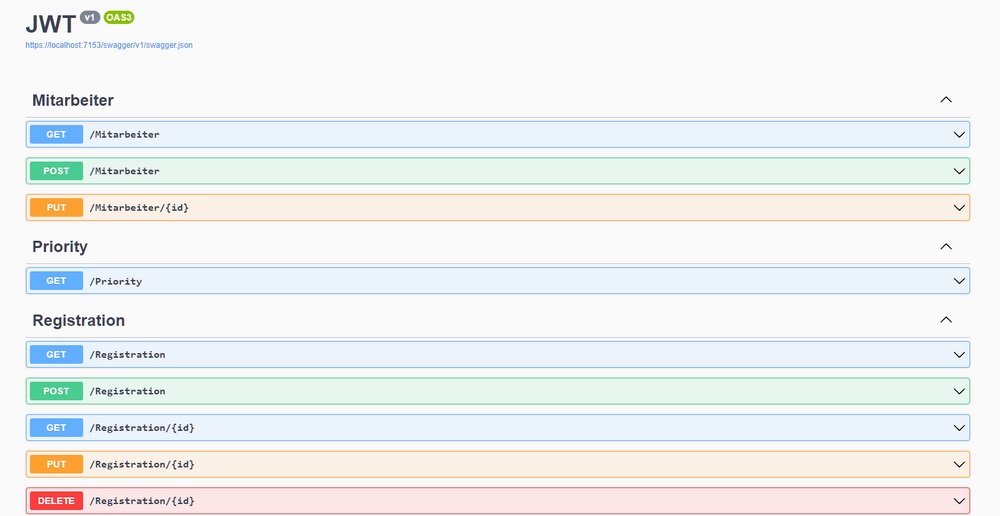 JWT v1 OAS3
https://localhost:7153/swagger/v1/swagger.json
Mitarbeiter
GET /Mitarbeiter
POST /Mitarbeiter
PUT /Mitarbeiter/{id}
Priority
GET /Priority
Registration
GET /Registration
POST /Registration
GET /Registration/{id}
PUT /Registration/{id}
DELETE /Registration/{id}